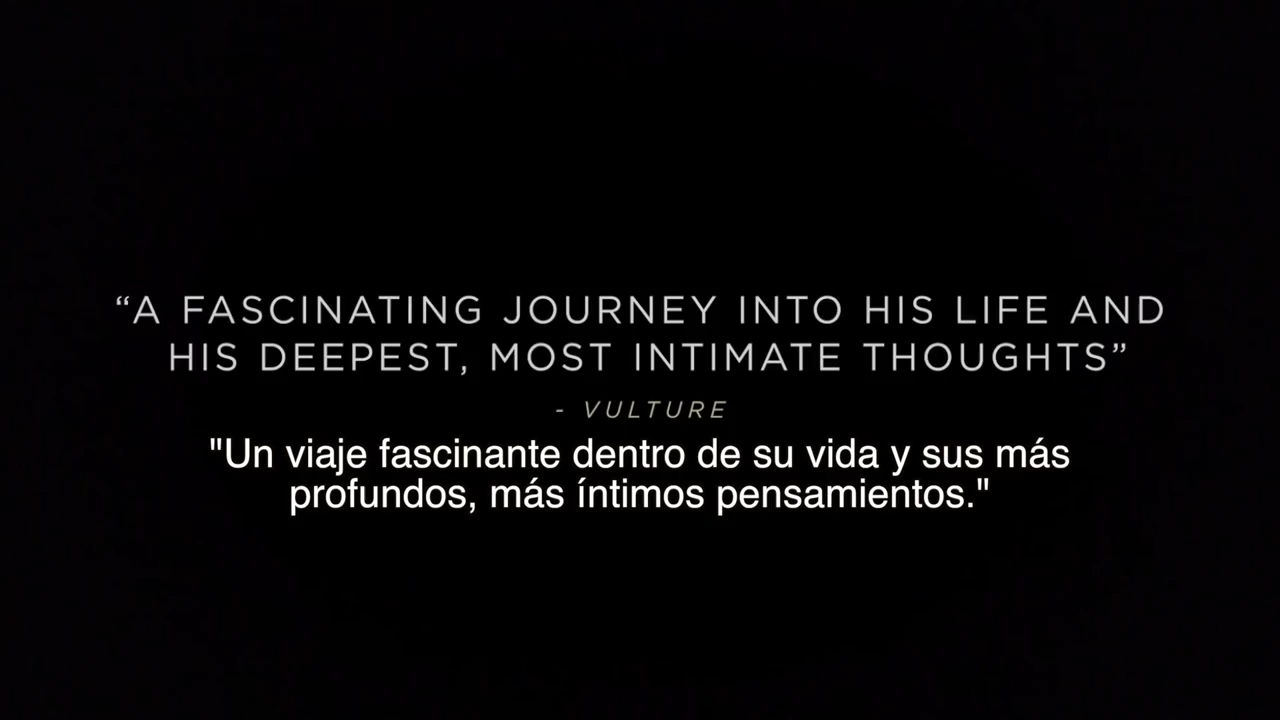 “A FASCINATING JOURNEY INTO HIS LIFE AND
HIS DEEPEST, MOST INTIMATE THOUGHTS”
- VULTURE
"Un viaje fascinante dentro de su vida y sus más
profundos, más íntimos pensamientos."